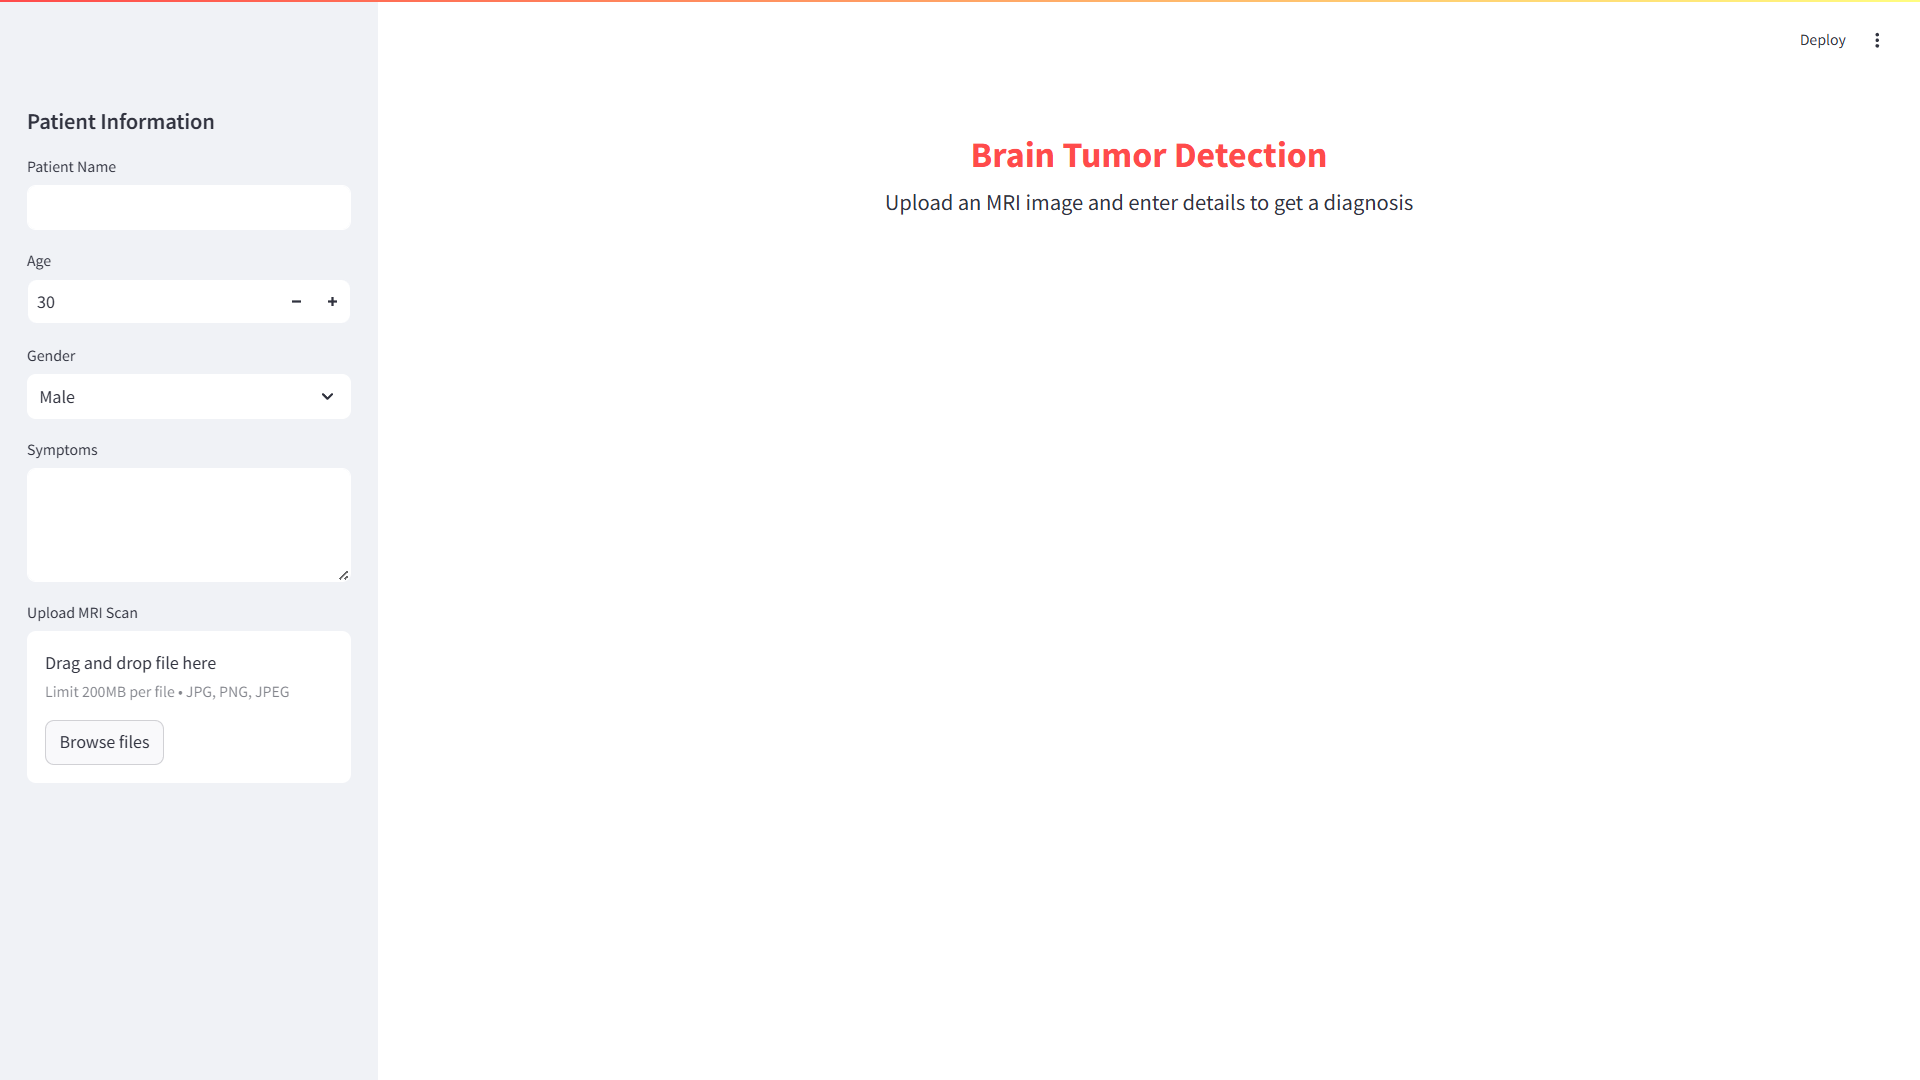 Deploy
Patient Information
Patient Name
Age
30
Gender
Male
Symptoms
Upload MRI Scan
Drag and drop file here
Limit 200MB per file • JPG, PNG, JPEG
Browse files
Brain Tumor Detection
Upload an MRI image and enter details to get a diagnosis